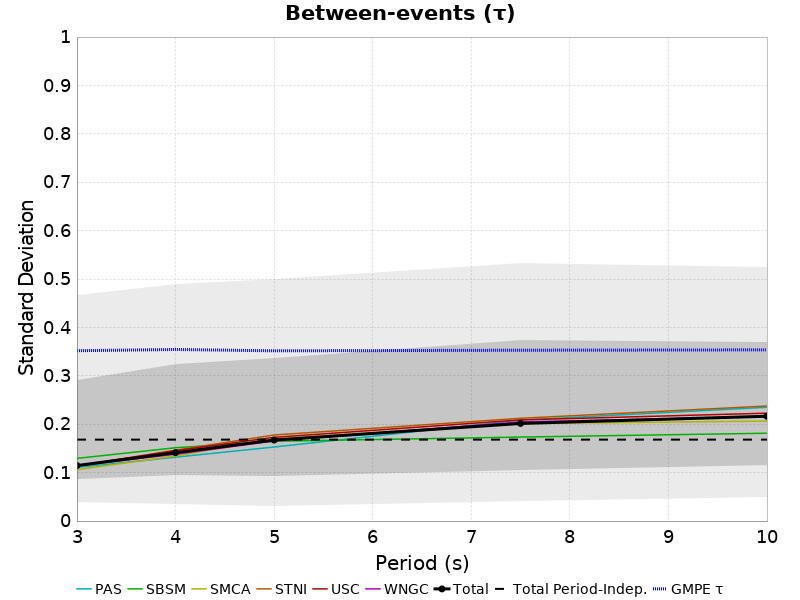 Between-events (τ)
1
0.9
0.8
0.7
0.6
0.5
0.4
0.3
0.2
0.1
0
Standard Deviation
3 4 5 6 7 8 9 10
Period (s)
PAS SBSM SMCA STNI USC WNGC Total Total Period-Indep. GMPE τ